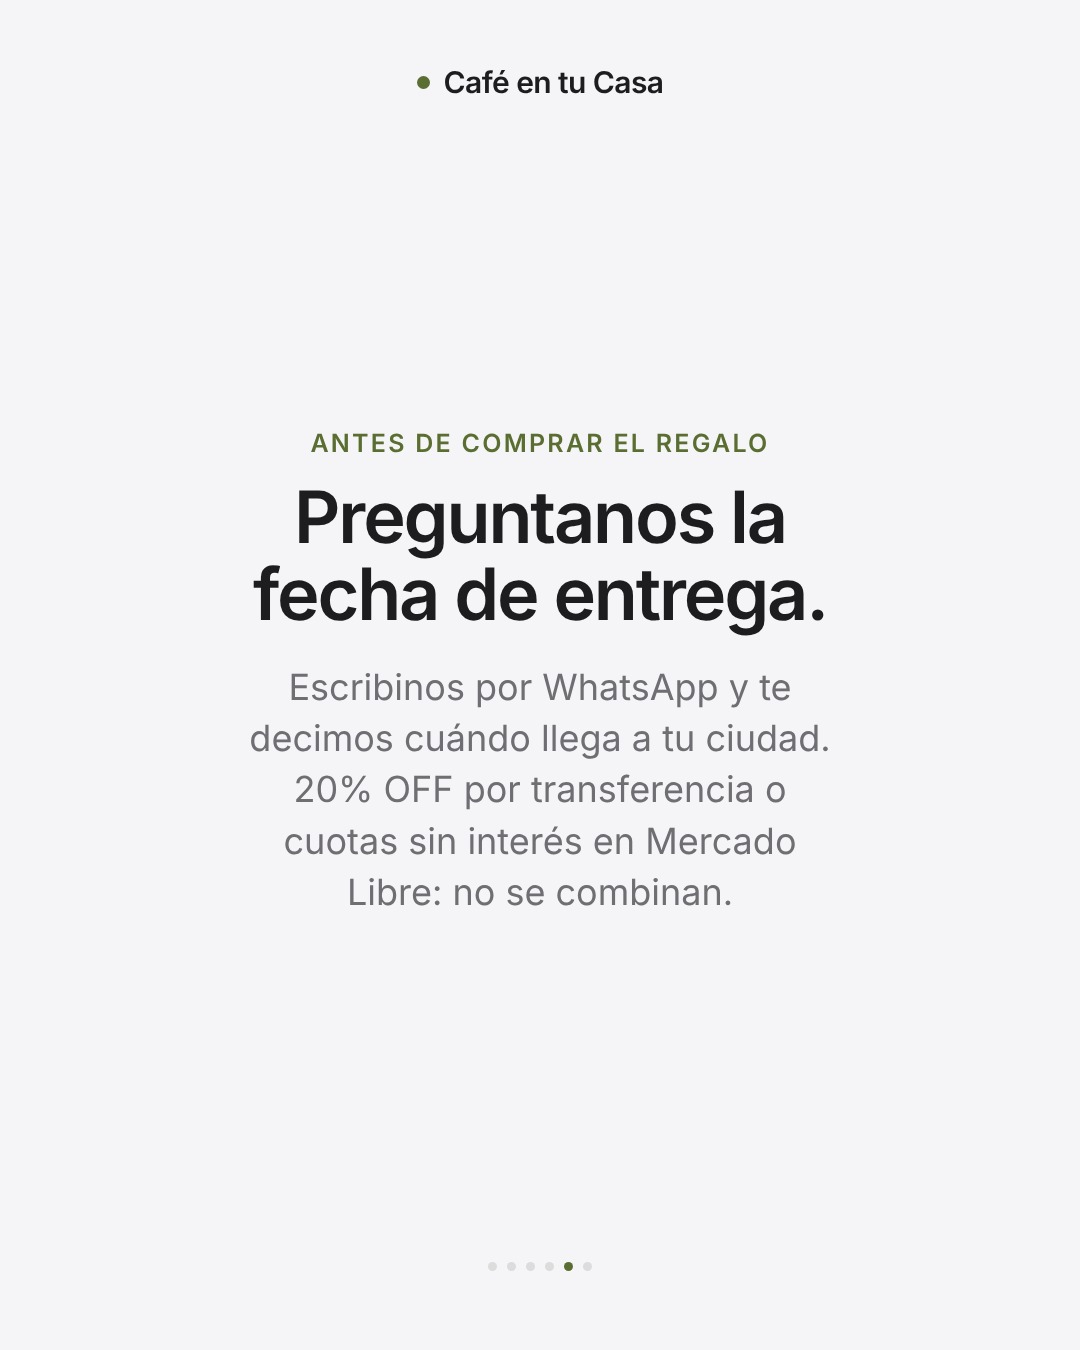 Café en tu Casa
ANTES DE COMPRAR EL REGALO
Preguntanos la
fecha de entrega.
Escribinos por WhatsApp y te
decimos cuándo llega a tu ciudad.
20% OFF por transferencia o
cuotas sin interés en Mercado
Libre: no se combinan.